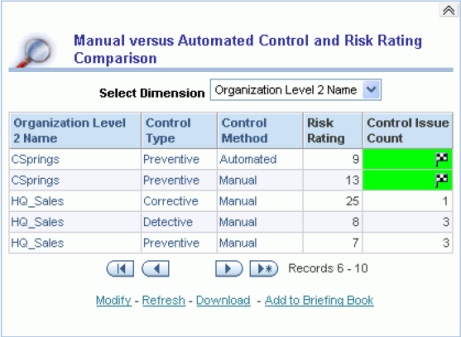 Manual versus Automated Control and Risk Rating
Comparison
Select Dimension Organization Level 2 Name
Organization Level 2 Name Control Type Control Method Risk Rating Control Issue Count
CSprings Preventive Automated 9
CSprings Preventive Manual 13
HQ_Sales Corrective Manual 25 1
HQ_Sales Detective Manual 8 3
HQ_Sales Preventive Manual 7 3
Records 6 - 10
Modify - Refresh - Download - Add to Briefing Book